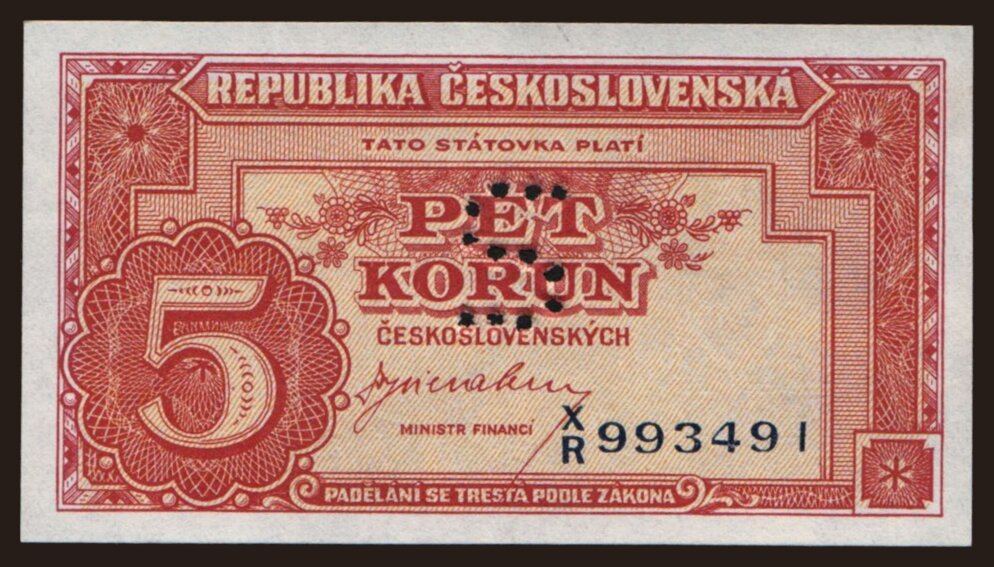 REPUBLIKA ČESKOSLOVENSKÁ
TATO STÁTOVKA PLATÍ
PĚT
KORUN
ČESKOSLOVENSKÝCH
5
MINISTR FINANCÍ
X/R 993491
PADĚLÁNÍ SE TRESTÁ PODLE ZÁKONA
S